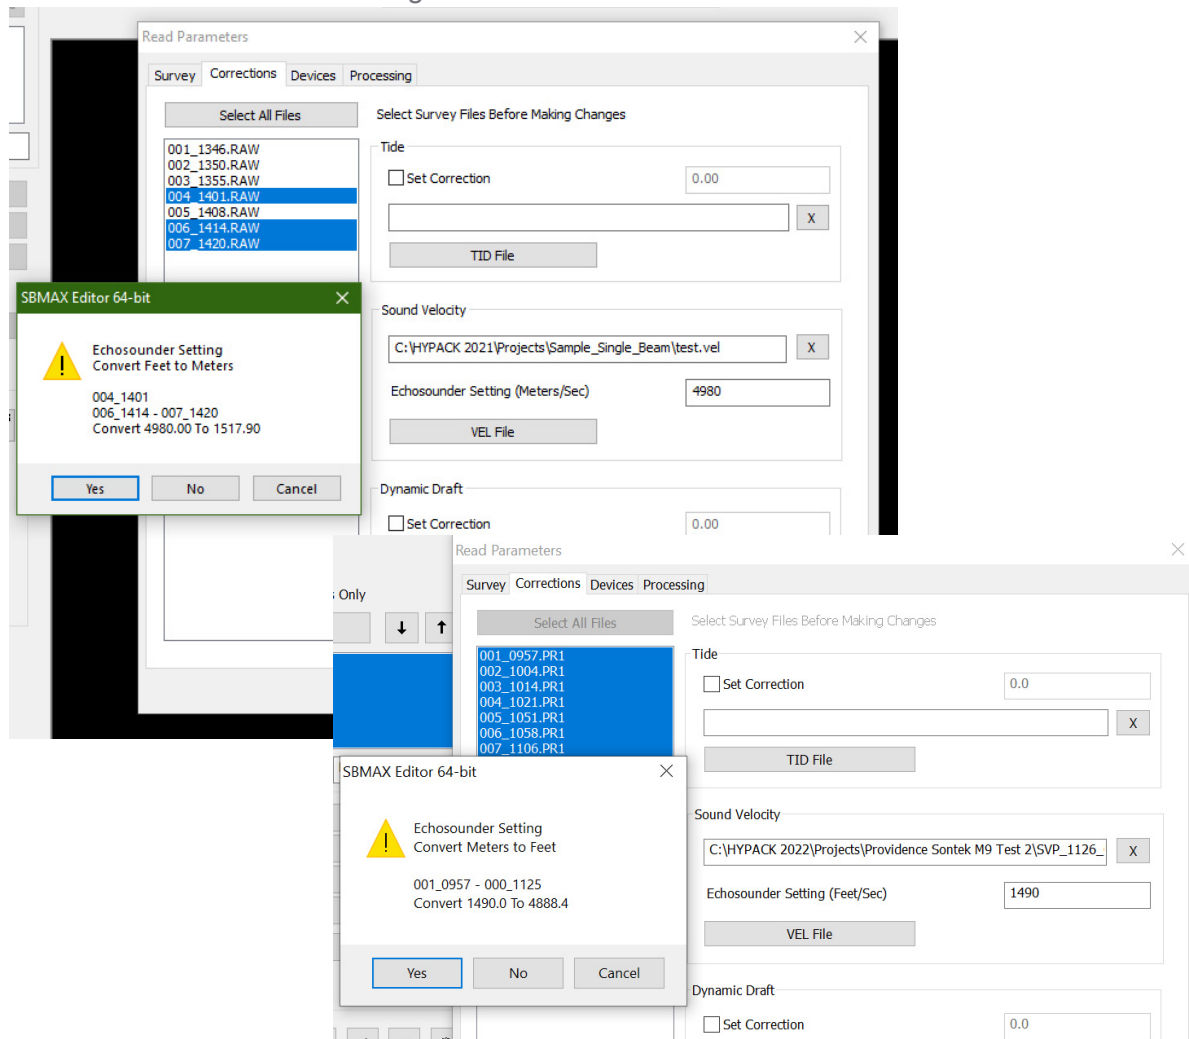 Read Parameters
Survey Corrections Devices Processing
Select All Files
Select Survey Files Before Making Changes
001_1346.RAW
002_1350.RAW
003_1355.RAW
004_1401.RAW
005_1408.RAW
006_1414.RAW
007_1420.RAW
Tide
Set Correction
0.00
X
TID File
Sound Velocity
C:\HYPACK 2021\Projects\Sample_Single_Beam\test.vel
X
Echosounder Setting (Meters/Sec)
4980
VEL File
Dynamic Draft
Set Correction
0.00
SBMAX Editor 64-bit
Echosounder Setting
Convert Feet to Meters
004_1401
006_1414 - 007_1420
Convert 4980.00 To 1517.90
Yes
No
Cancel
Read Parameters
Only
Survey Corrections Devices Processing
Select All Files
Select Survey Files Before Making Changes
001_0957.PR1
002_1004.PR1
003_1014.PR1
004_1021.PR1
005_1051.PR1
006_1058.PR1
007_1106.PR1
Tide
Set Correction
0.0
X
TID File
Sound Velocity
C:\HYPACK 2022\Projects\Providence Sontek M9 Test 2\SVP_1126_
X
Echosounder Setting (Feet/Sec)
1490
VEL File
Dynamic Draft
Set Correction
0.0
SBMAX Editor 64-bit
Echosounder Setting
Convert Meters to Feet
001_0957 - 000_1125
Convert 1490.0 To 4888.4
Yes
No
Cancel